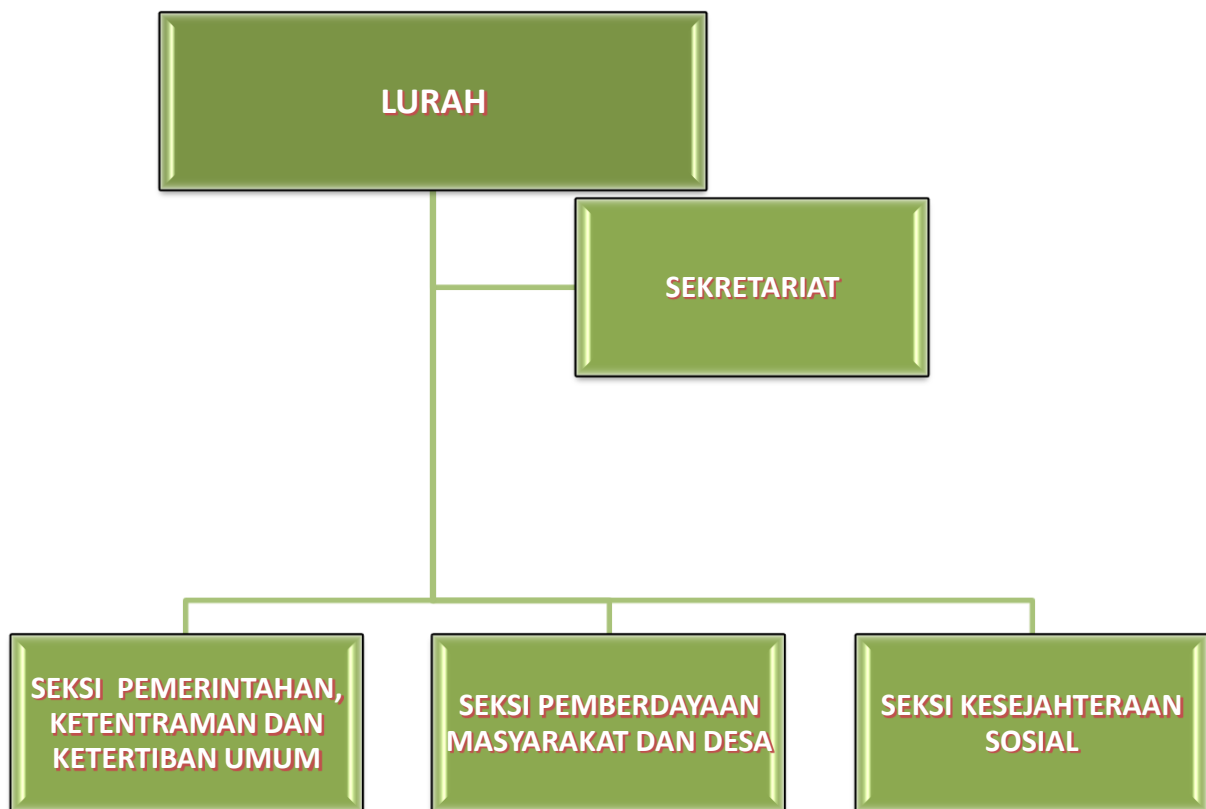 LURAH
SEKRETARIAT
SEKSI PEMERINTAHAN,
KETENTRAMAN DAN
KETERTIBAN UMUM
SEKSI PEMBERDAYAAN
MASYARAKAT DAN DESA
SEKSI KESEJAHTERAAN
SOSIAL